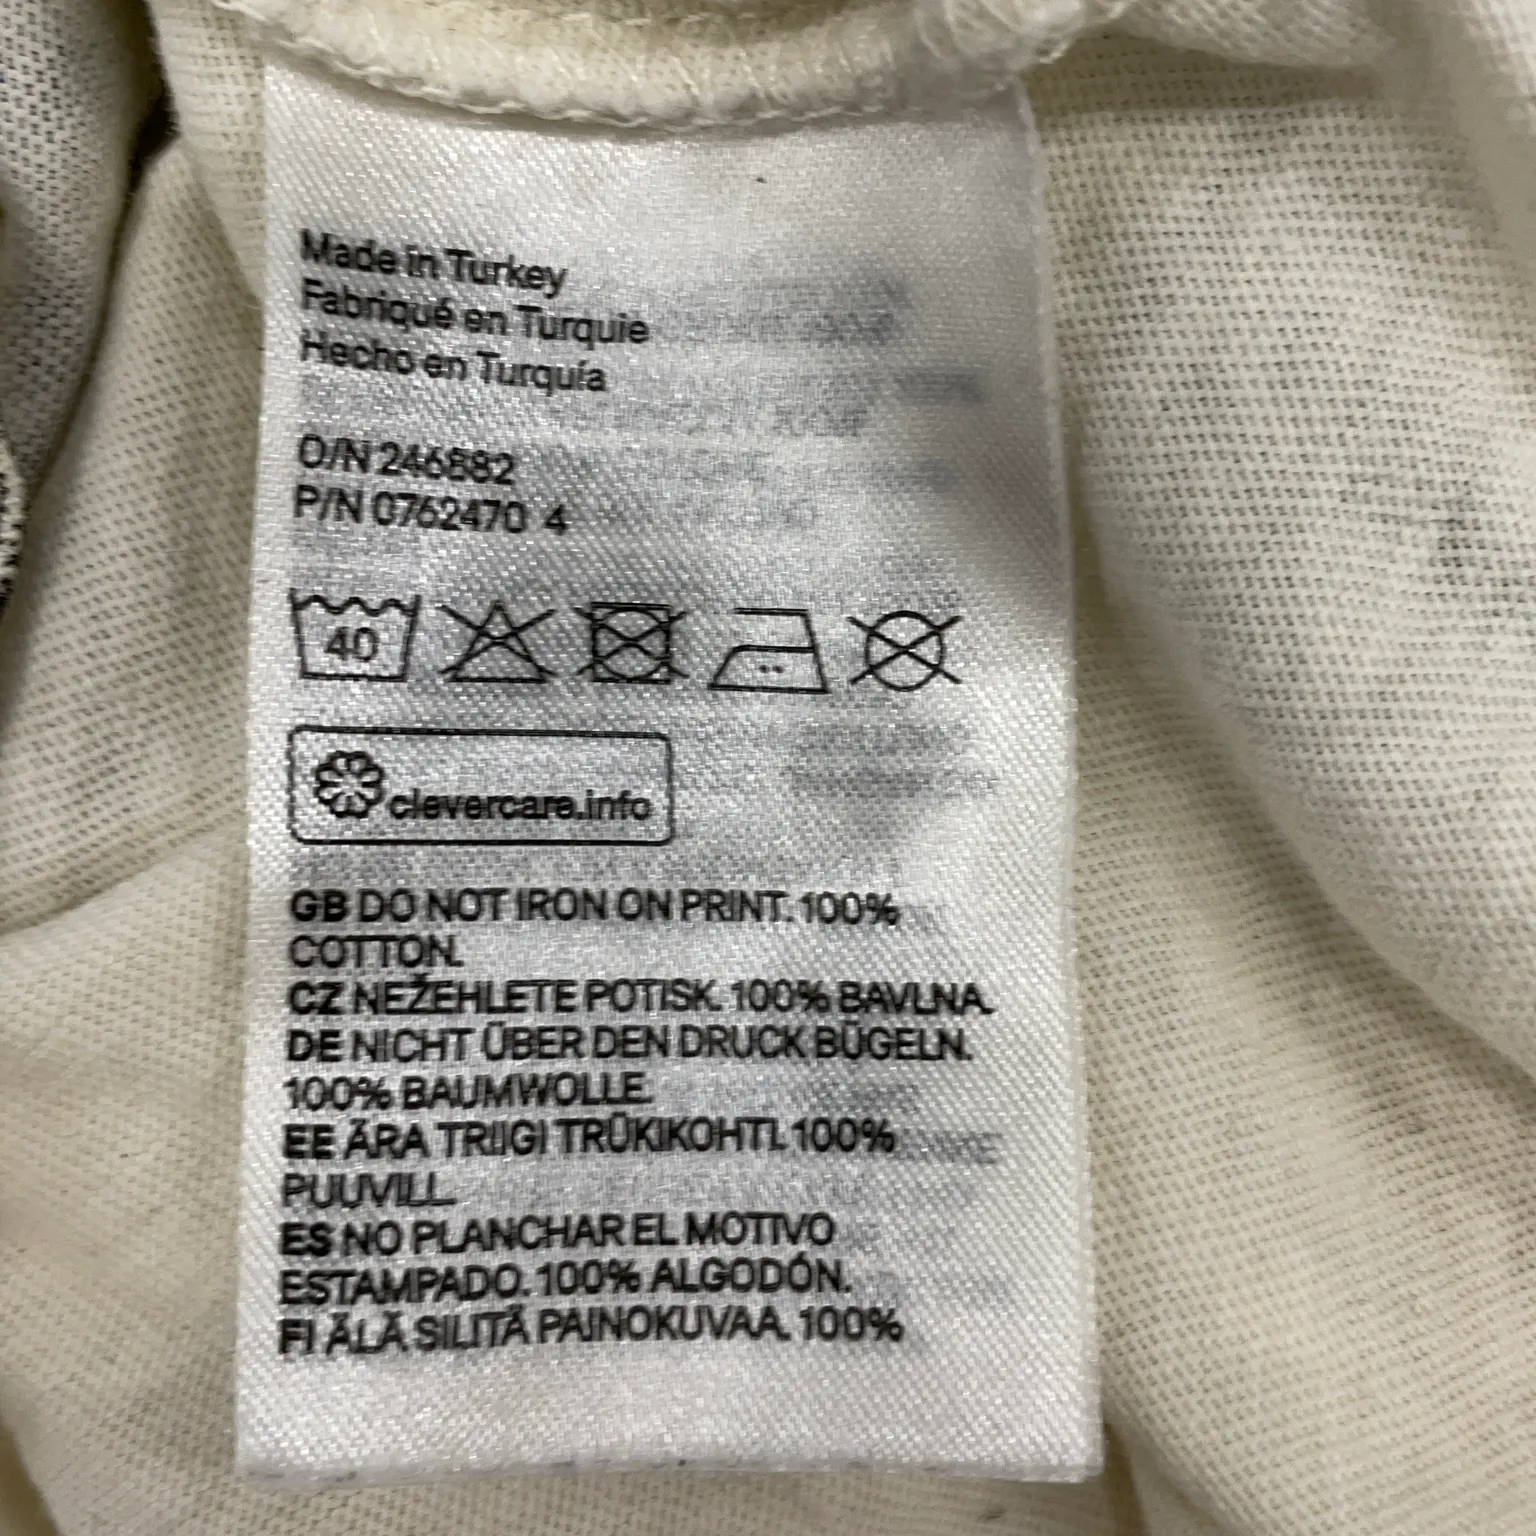 Made in Turkey
Fabriqué en Turquie
Hecho en Turquía
O/N 246882
P/N 0762470 4
40
clevercare.info
GB DO NOT IRON ON PRINT. 100%
COTTON.
CZ NEŽEHLETE POTISK. 100% BAVLNA.
DE NICHT ÜBER DEN DRUCK BÜGELN.
100% BAUMWOLLE.
EE ÄRA TRIIGI TRÜKIKOHTI. 100%
PUUVILL.
ES NO PLANCHAR EL MOTIVO
ESTAMPADO. 100% ALGODÓN.
FI ÄLÄ SILITÄ PAINOKUVAA. 100%